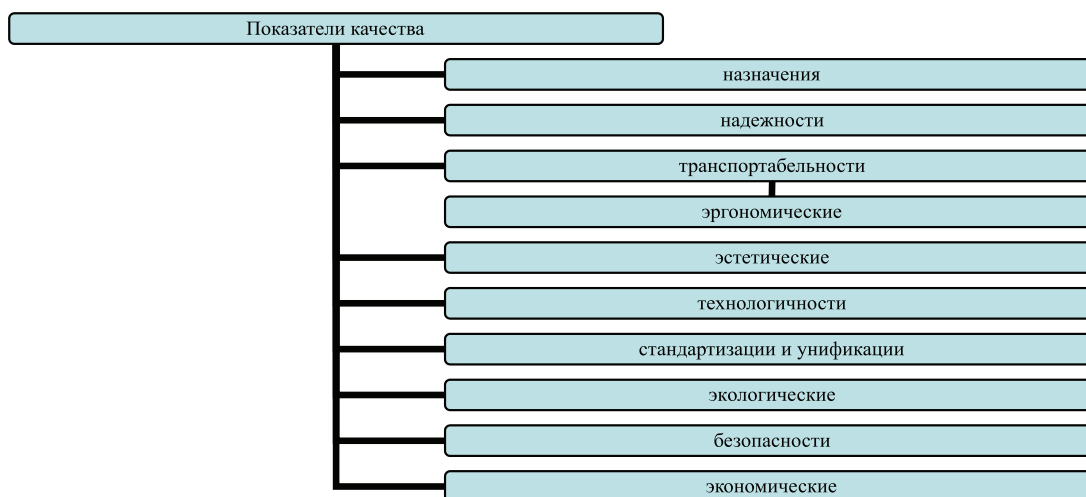 Показатели качества
назначения
надежности
транспортабельности
эргономические
эстетические
технологичности
стандартизации и унификации
экологические
безопасности
экономические